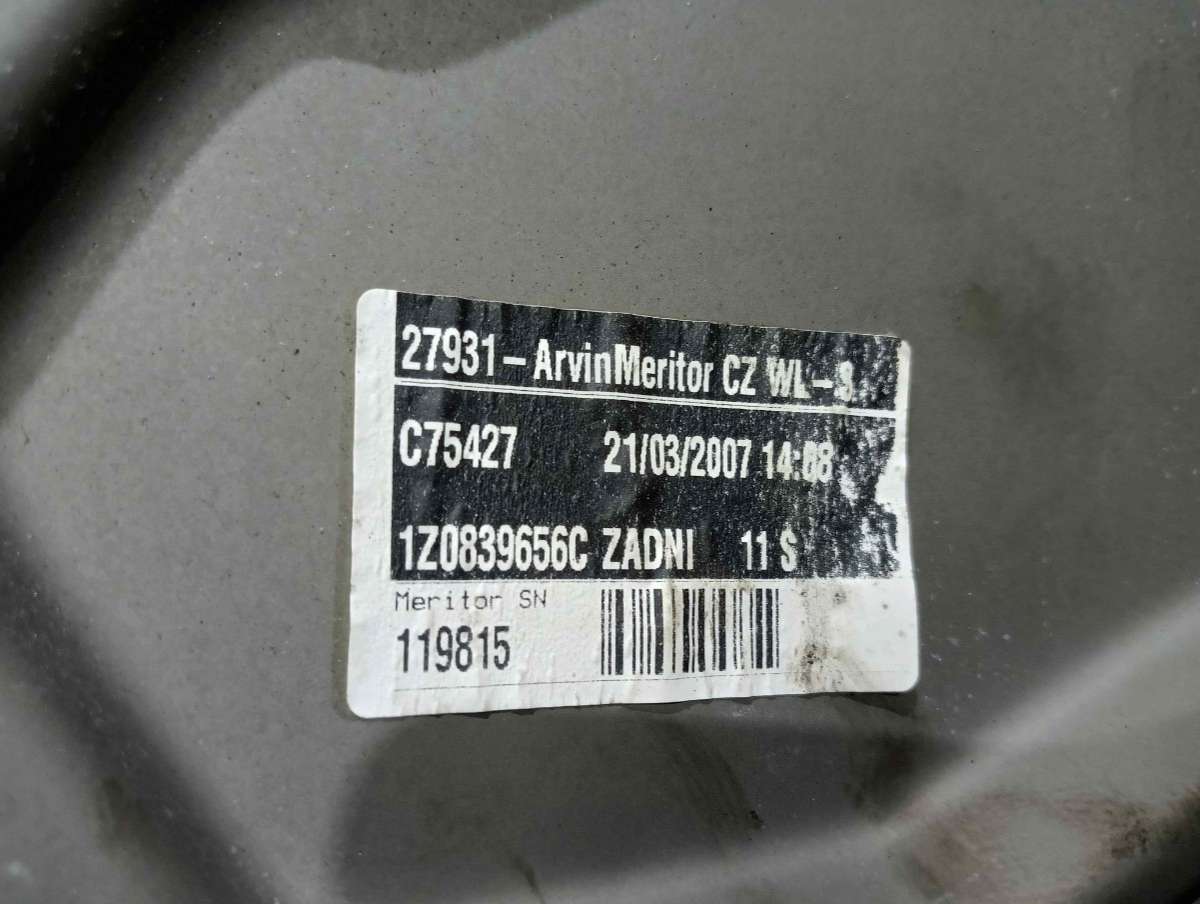 27931-ArvinMeritor CZ WL-S
C75427 21/03/2007 14:08
1Z0839656C ZADNI 11 $
Meritor SN
119815